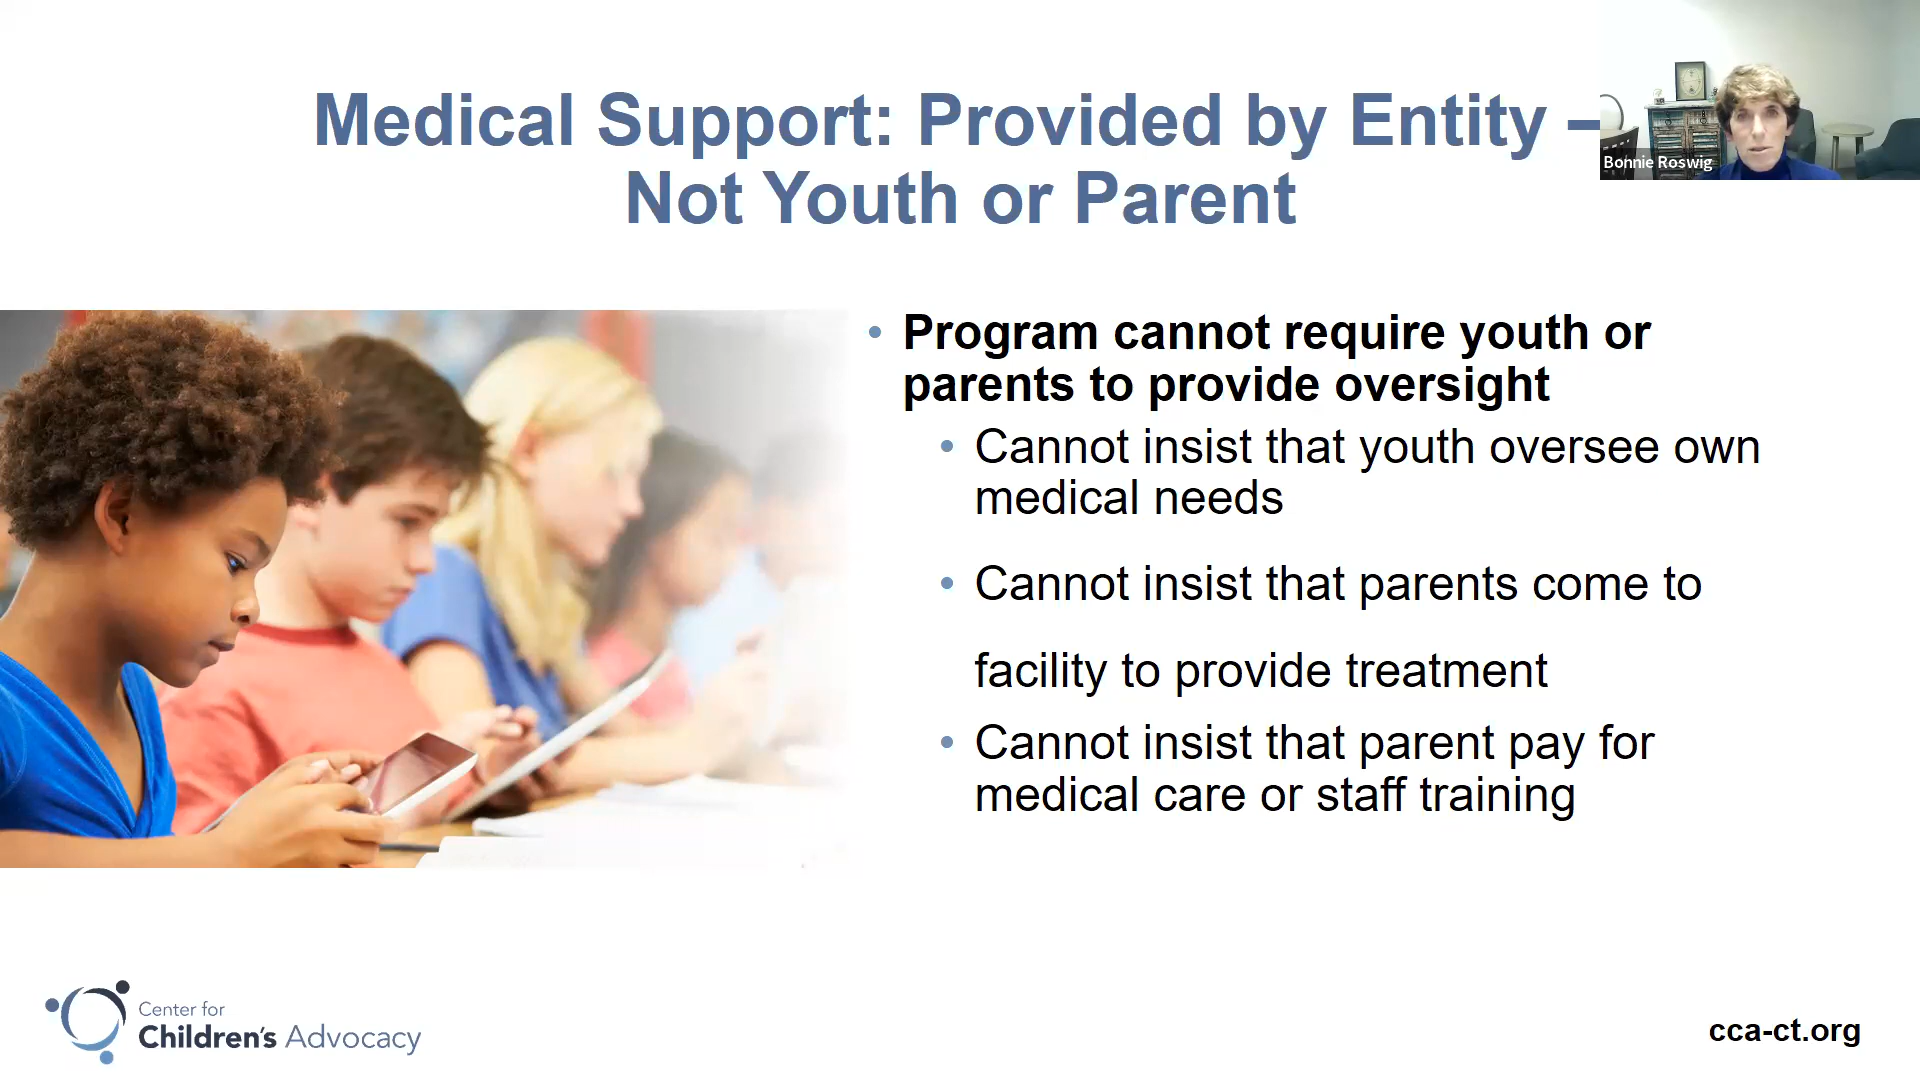 Medical Support: Provided by Entity –
Not Youth or Parent
Bonnie Roswig
• Program cannot require youth or
parents to provide oversight
• Cannot insist that youth oversee own
medical needs
• Cannot insist that parents come to
facility to provide treatment
• Cannot insist that parent pay for
medical care or staff training
Center for
Children's Advocacy
cca-ct.org